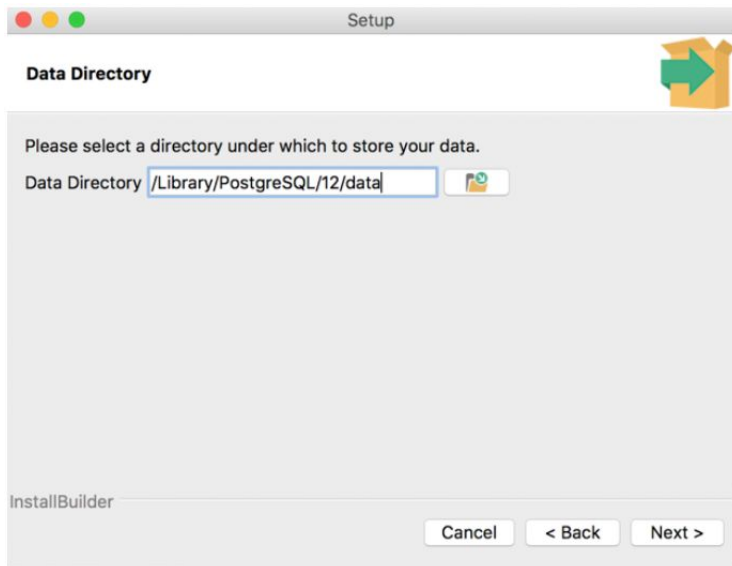 Setup
Data Directory
Please select a directory under which to store your data.
Data Directory /Library/PostgreSQL/12/data
InstallBuilder
Cancel < Back Next >